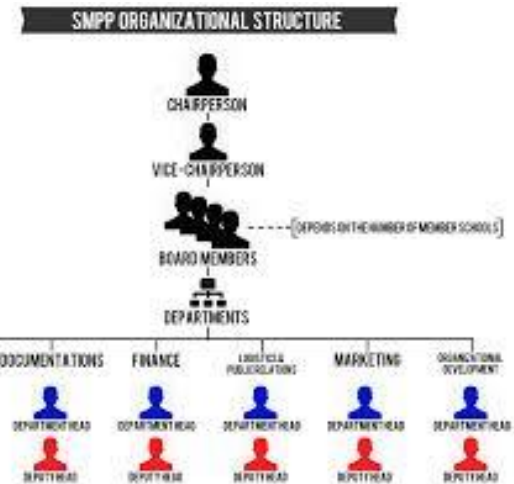 SMPP ORGANIZATIONAL STRUCTURE
CHAIRPERSON
VICE-CHAIRPERSON
[DEPENDS ON THE NUMBER OF MEMBER SCHOOLS]
BOARD MEMBERS
DEPARTMENTS
DOCUMENTATIONS FINANCE LOGISTICS & PUBLIC RELATIONS MARKETING ORGANIZATIONAL DEVELOPMENT
DEPARTMENT HEAD DEPARTMENT HEAD DEPARTMENT HEAD DEPARTMENT HEAD DEPARTMENT HEAD
DEPUTY HEAD DEPUTY HEAD DEPUTY HEAD DEPUTY HEAD DEPUTY HEAD